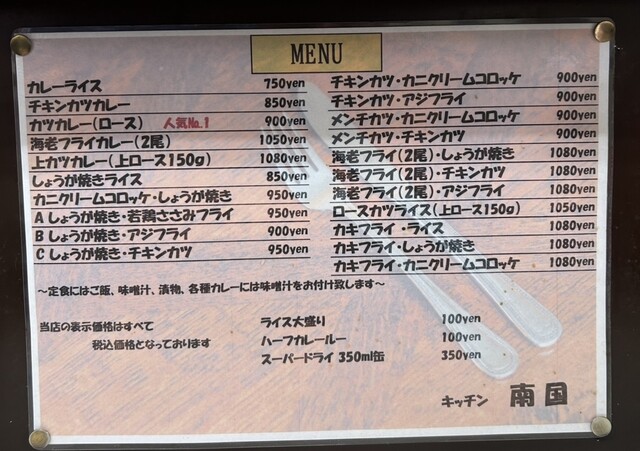 MENU
カレーライス 750yen
チキンカツカレー 850yen
カツカレー(ロース) 人気No.1 900yen
海老フライカレー(2尾) 1050yen
上カツカレー(上ロース150g) 1080yen
しょうが焼きライス 850yen
カニクリームコロッケ・しょうが焼き 950yen
A しょうが焼き・若鶏ささみフライ 950yen
B しょうが焼き・アジフライ 900yen
C しょうが焼き・チキンカツ 950yen
チキンカツ・カニクリームコロッケ 900yen
チキンカツ・アジフライ 900yen
メンチカツ・カニクリームコロッケ 900yen
メンチカツ・チキンカツ 900yen
海老フライ(2尾)・しょうが焼き 1080yen
海老フライ(2尾)・チキンカツ 1080yen
海老フライ(2尾)・アジフライ 1080yen
ロースカツライス(上ロース150g) 1050yen
カキフライ・ライス 1080yen
カキフライ・しょうが焼き 1080yen
カキフライ・カニクリームコロッケ 1080yen
～定食にはご飯、味噌汁、漬物、各種カレーには味噌汁をお付け致します～
当店の表示価格はすべて
税込価格となっております
ライス大盛り 100yen
ハーフカレールー 100yen
スーパードライ 350ml缶 350yen
キッチン 南国